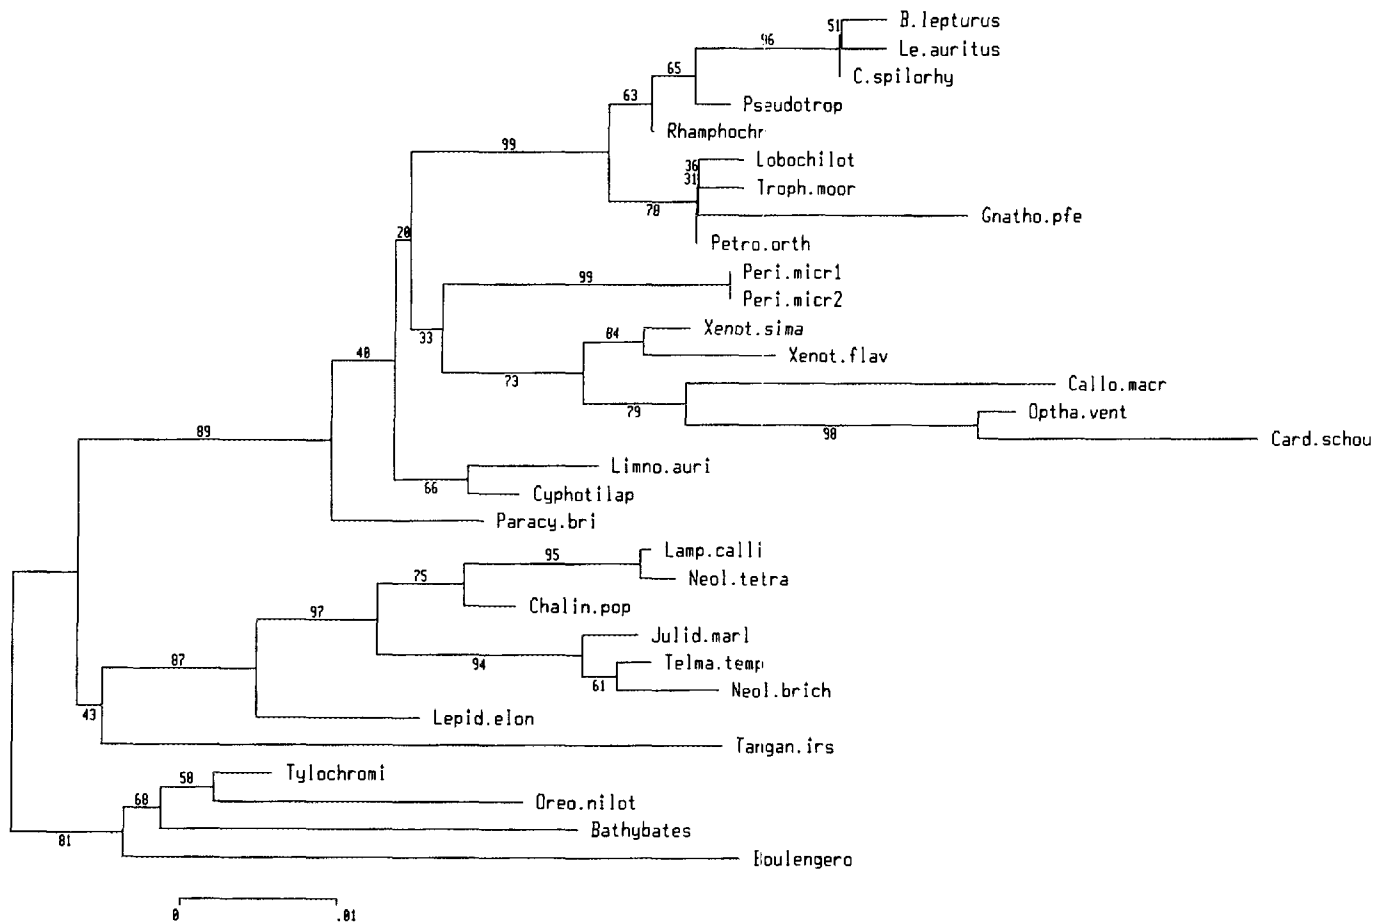 B.lepturus
51
96
Le.auritus
65
C.spilorhy
63
Pseudotrop
Rhamphochr
99
Lobochilot
36
31
Troph.moor
78
Gnatho.pfe
20
Petro.orth
Peri.micr1
99
Peri.micr2
Xenot.sima
84
33
Xenot.flav
40
73
Callo.macr
79
Optha.vent
98
89
Card.schou
Limno.auri
66
Cyphotilap
Paracy.bri
Lamp.calli
95
75
Neol.tetra
Chalin.pop
97
Julid.marl
94
Telma.temp
87
61
Neol.brich
43
Lepid.elon
Tangan.irs
Tylochromi
58
68
Oreo.nilot
Bathybates
81
Boulengero
0 .01